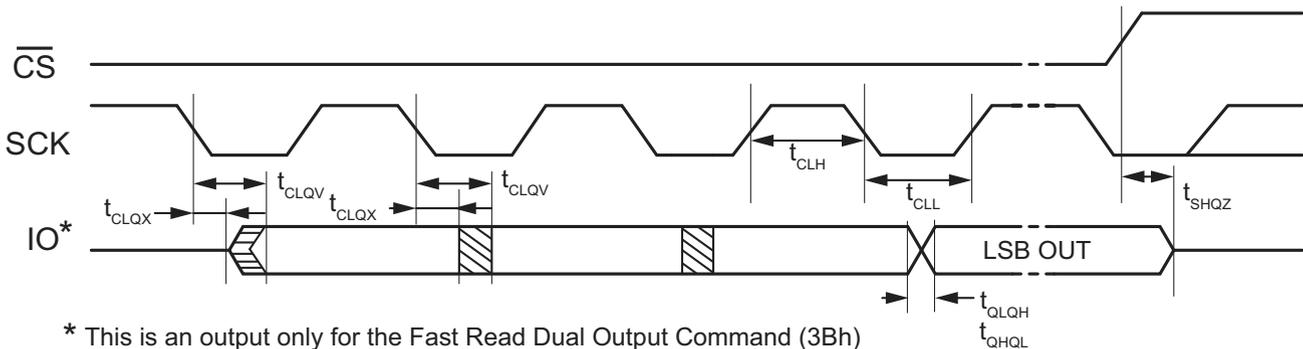 CS
SCK
tCLH
tCLQV
tCLQV
tCLL
tSHQZ
tCLQX
tCLQX
IO*
LSB OUT
tQLQH
tQHQL
* This is an output only for the Fast Read Dual Output Command (3Bh)